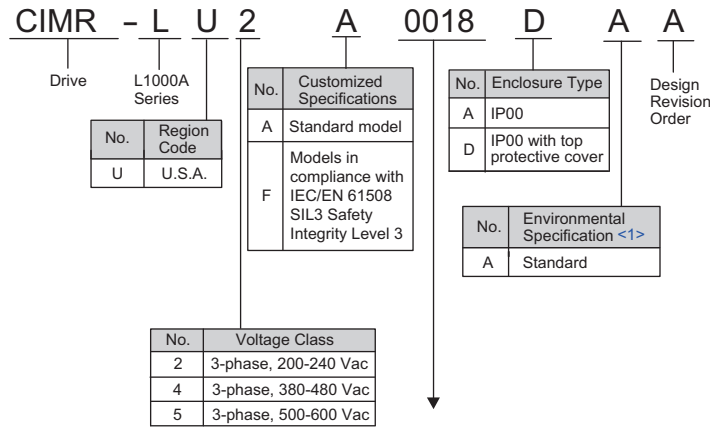 CIMR - L U 2 A 0018 D A A
Drive
L1000A
Series
No. Region
Code
U U.S.A.
No. Customized
Specifications
A Standard model
F Models in
compliance with
IEC/EN 61508
SIL3 Safety
Integrity Level 3
No. Enclosure Type
A IP00
D IP00 with top
protective cover
Design
Revision
Order
No. Environmental
Specification <1>
A Standard
No. Voltage Class
2 3-phase, 200-240 Vac
4 3-phase, 380-480 Vac
5 3-phase, 500-600 Vac